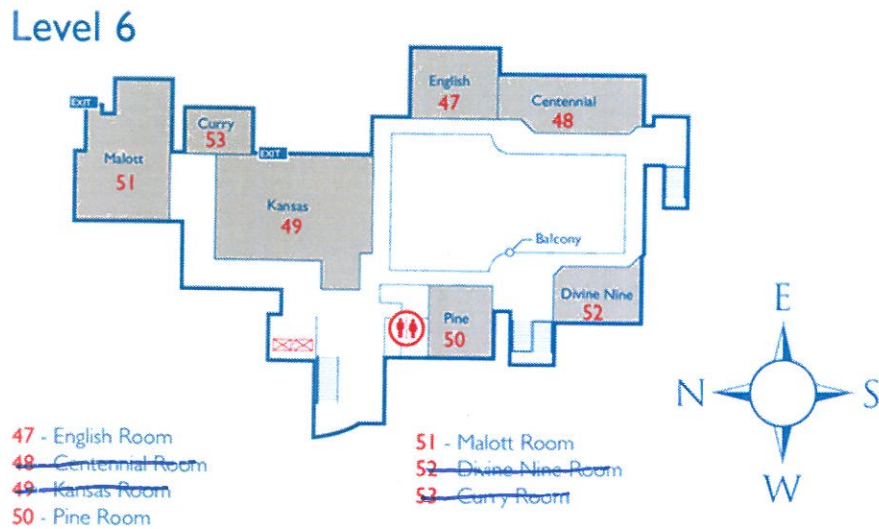 Level 6
English
47
Centennial
48
EXIT
Curry
53
EXIT
Malott
51
Kansas
49
Balcony
Divine Nine
52
Pine
50
E
N
S
W
47 - English Room
48 - Centennial Room
49 - Kansas Room
50 - Pine Room
51 - Malott Room
52 - Divine Nine Room
53 - Curry Room